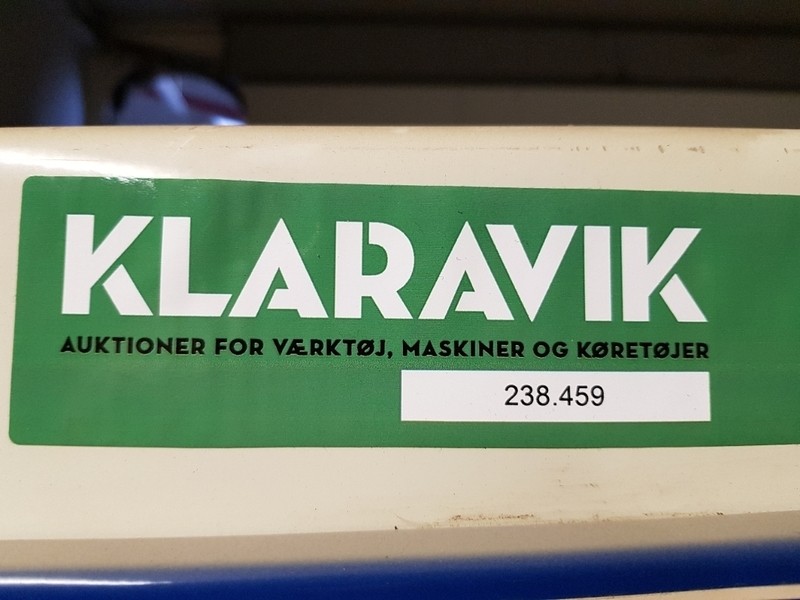 KLARAVIK
AUKTIONER FOR VÆRKTØJ, MASKINER OG KØRETØJER
238.459